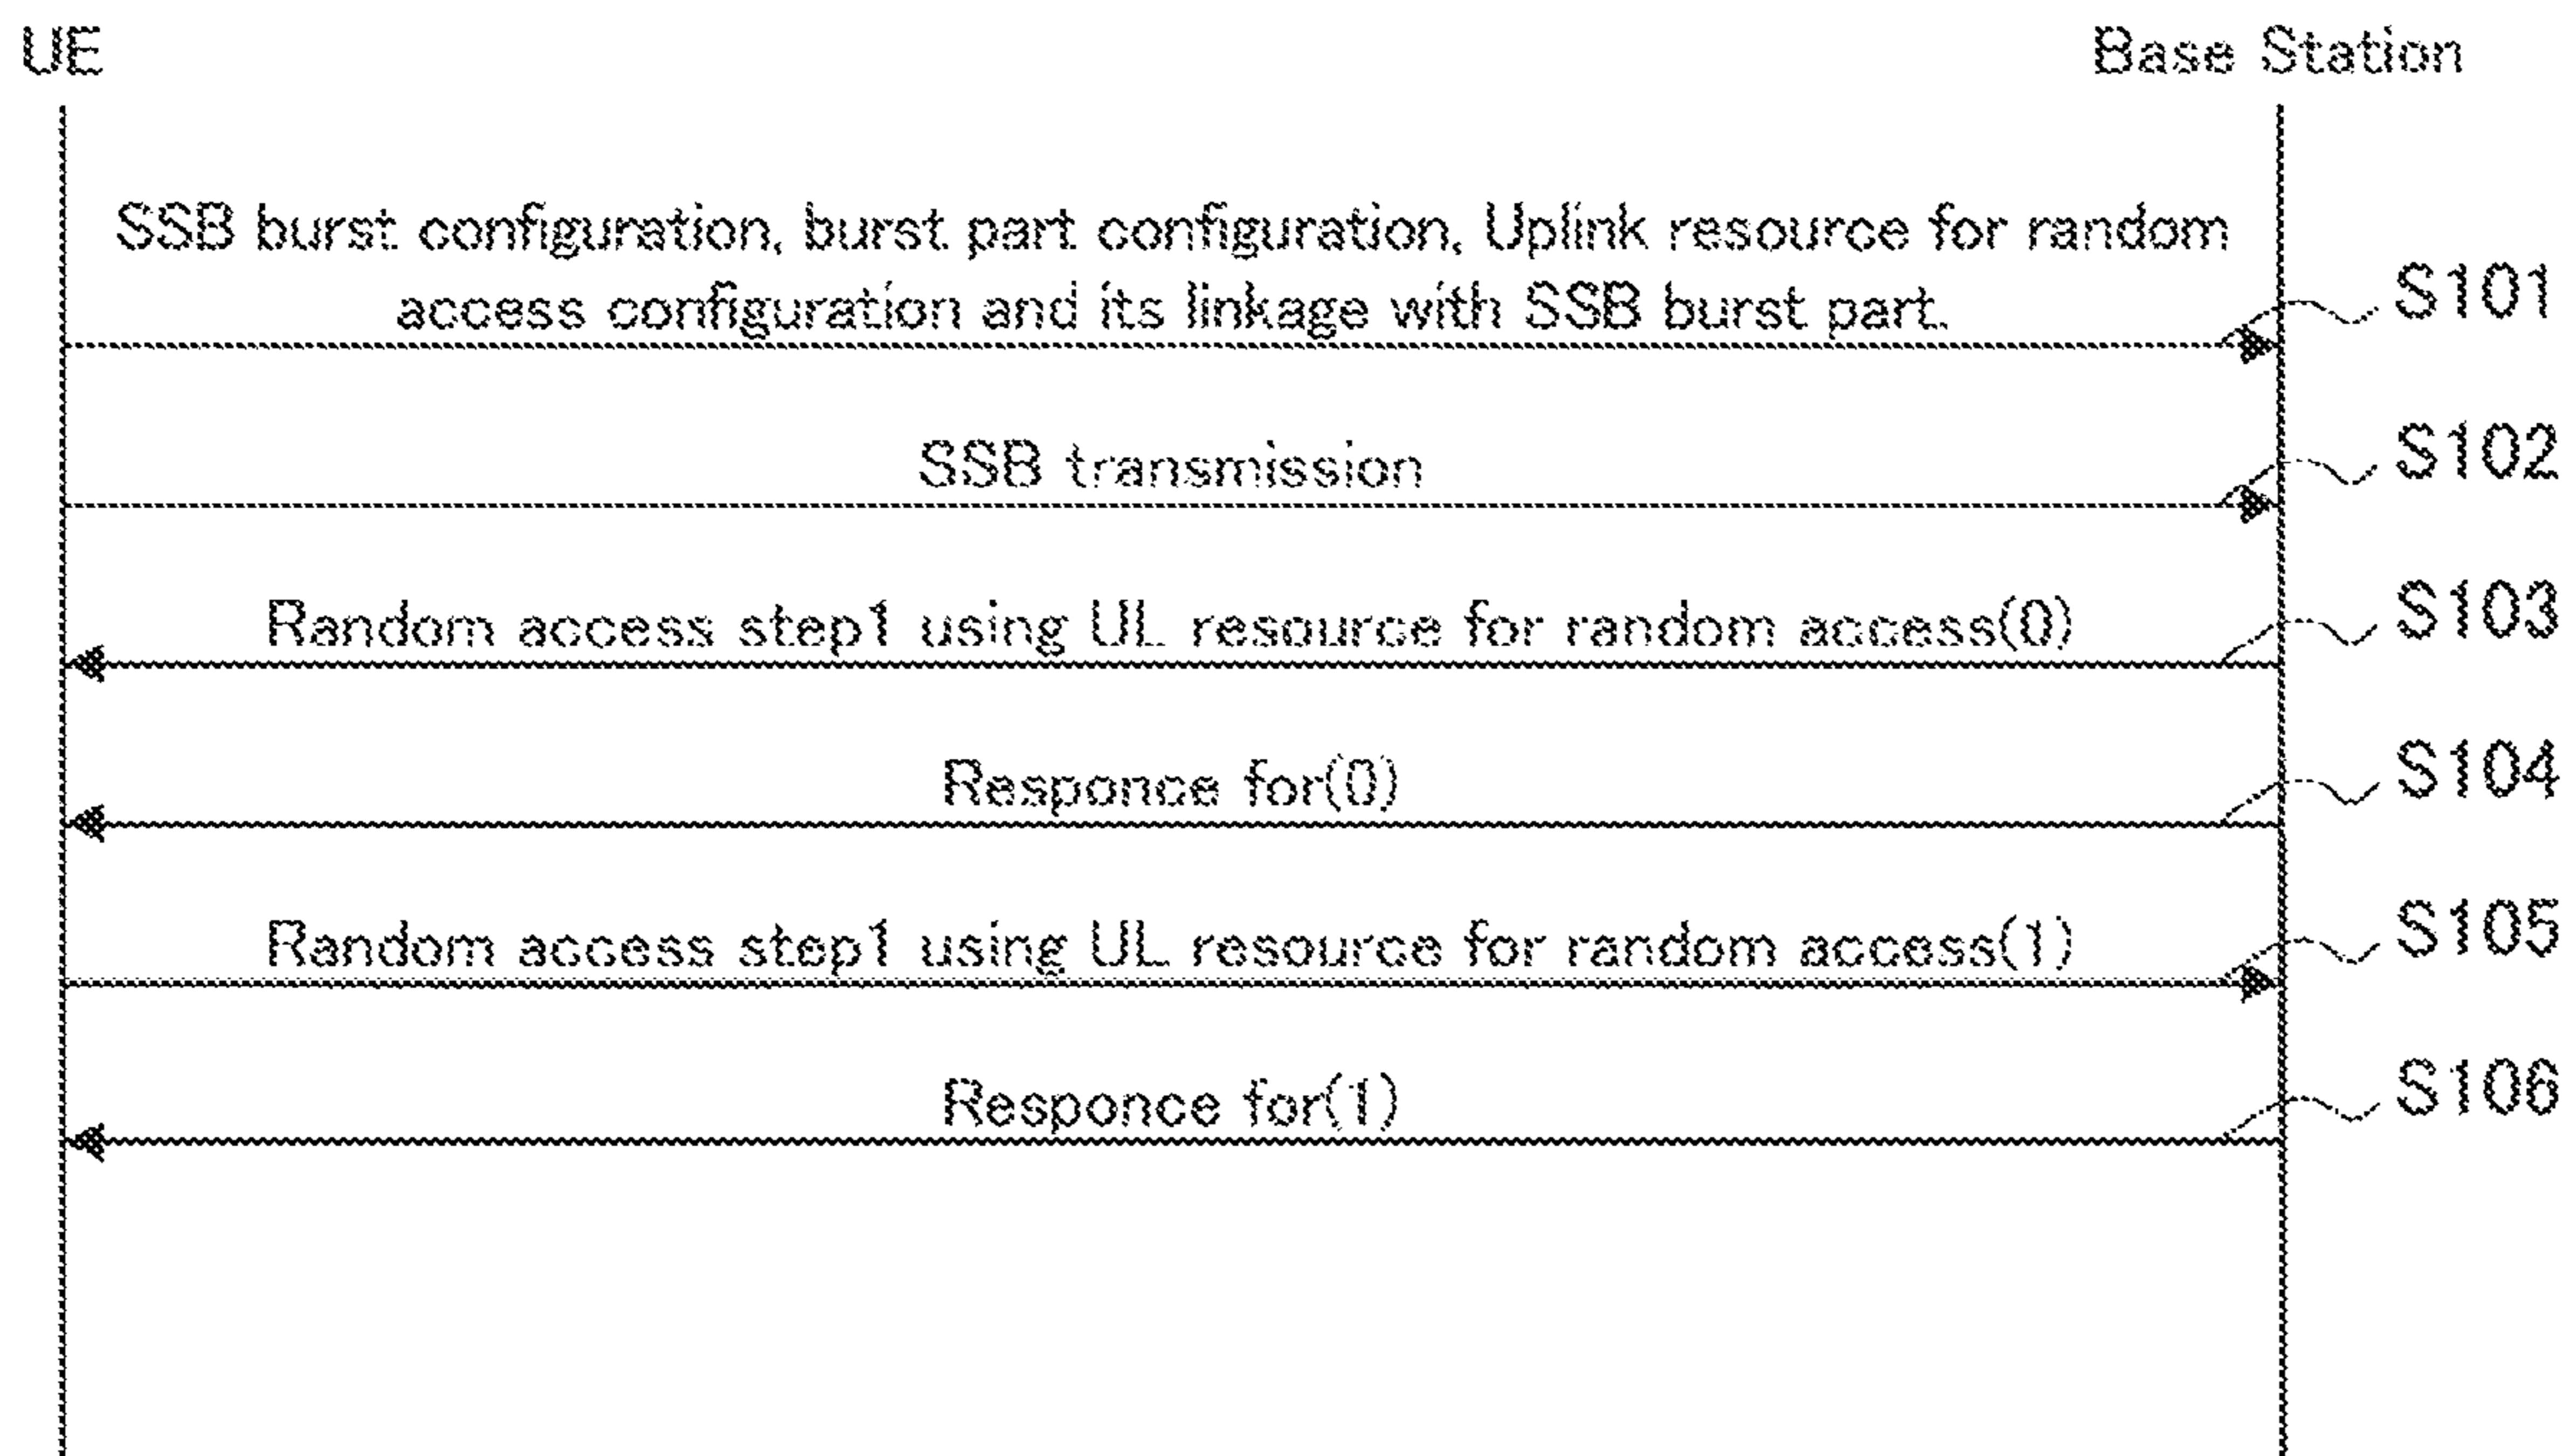 UE
Base Station
SSB burst configuration, burst part configuration, Uplink resource for random
access configuration and its linkage with SSB burst part.
S101
SSB transmission
S102
Random access step1 using UL resource for random access(0)
S103
Responce for(0)
S104
Random access step1 using UL resource for random access(1)
S105
Responce for(1)
S106